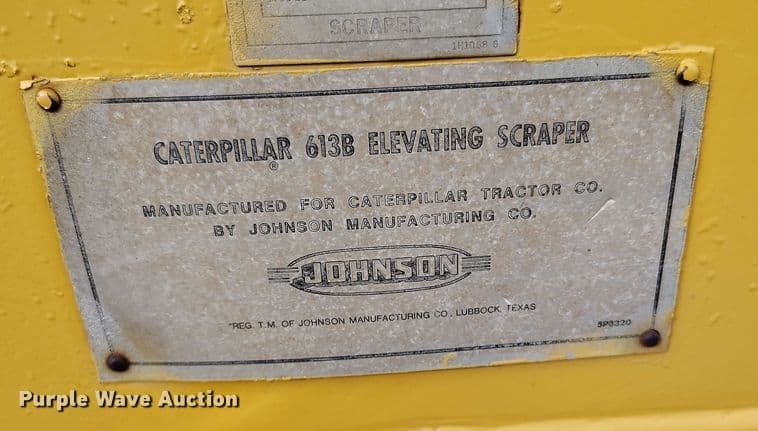 SCRAPER
CATERPILLAR 613B ELEVATING SCRAPER
®
MANUFACTURED FOR CATERPILLAR TRACTOR CO.
BY JOHNSON MANUFACTURING CO.
JOHNSON
*REG. T.M. OF JOHNSON MANUFACTURING CO., LUBBOCK, TEXAS
Purple Wave Auction